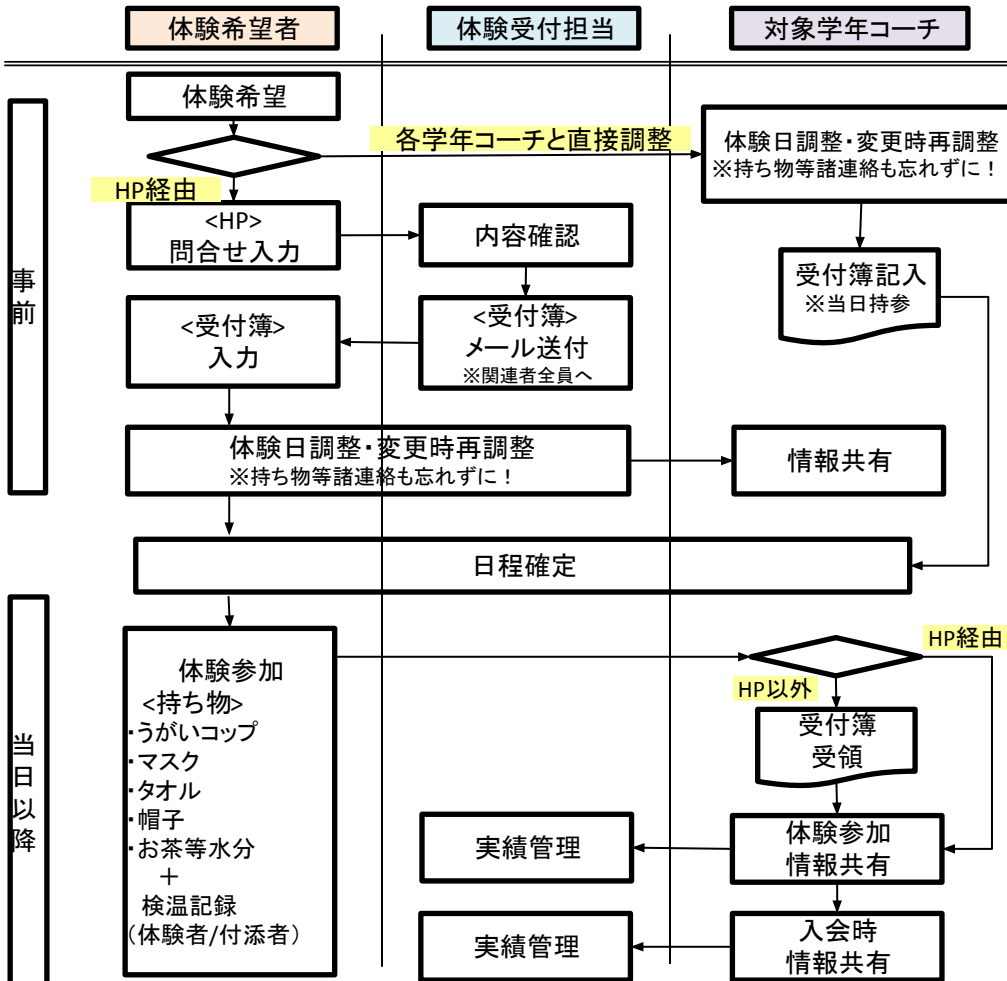 体験希望者
体験受付担当
対象学年コーチ
事前
体験希望
各学年コーチと直接調整
体験日調整・変更時再調整
※持ち物等諸連絡も忘れずに！
HP経由
<HP>
問合せ入力
内容確認
受付簿記入
※当日持参
<受付簿>
入力
<受付簿>
メール送付
※関連者全員へ
体験日調整・変更時再調整
※持ち物等諸連絡も忘れずに！
情報共有
日程確定
当日以降
体験参加
<持ち物>
・うがいコップ
・マスク
・タオル
・帽子
・お茶等水分
＋
検温記録
（体験者/付添者）
HP経由
HP以外
受付簿
受領
体験参加
情報共有
実績管理
入会時
情報共有
実績管理